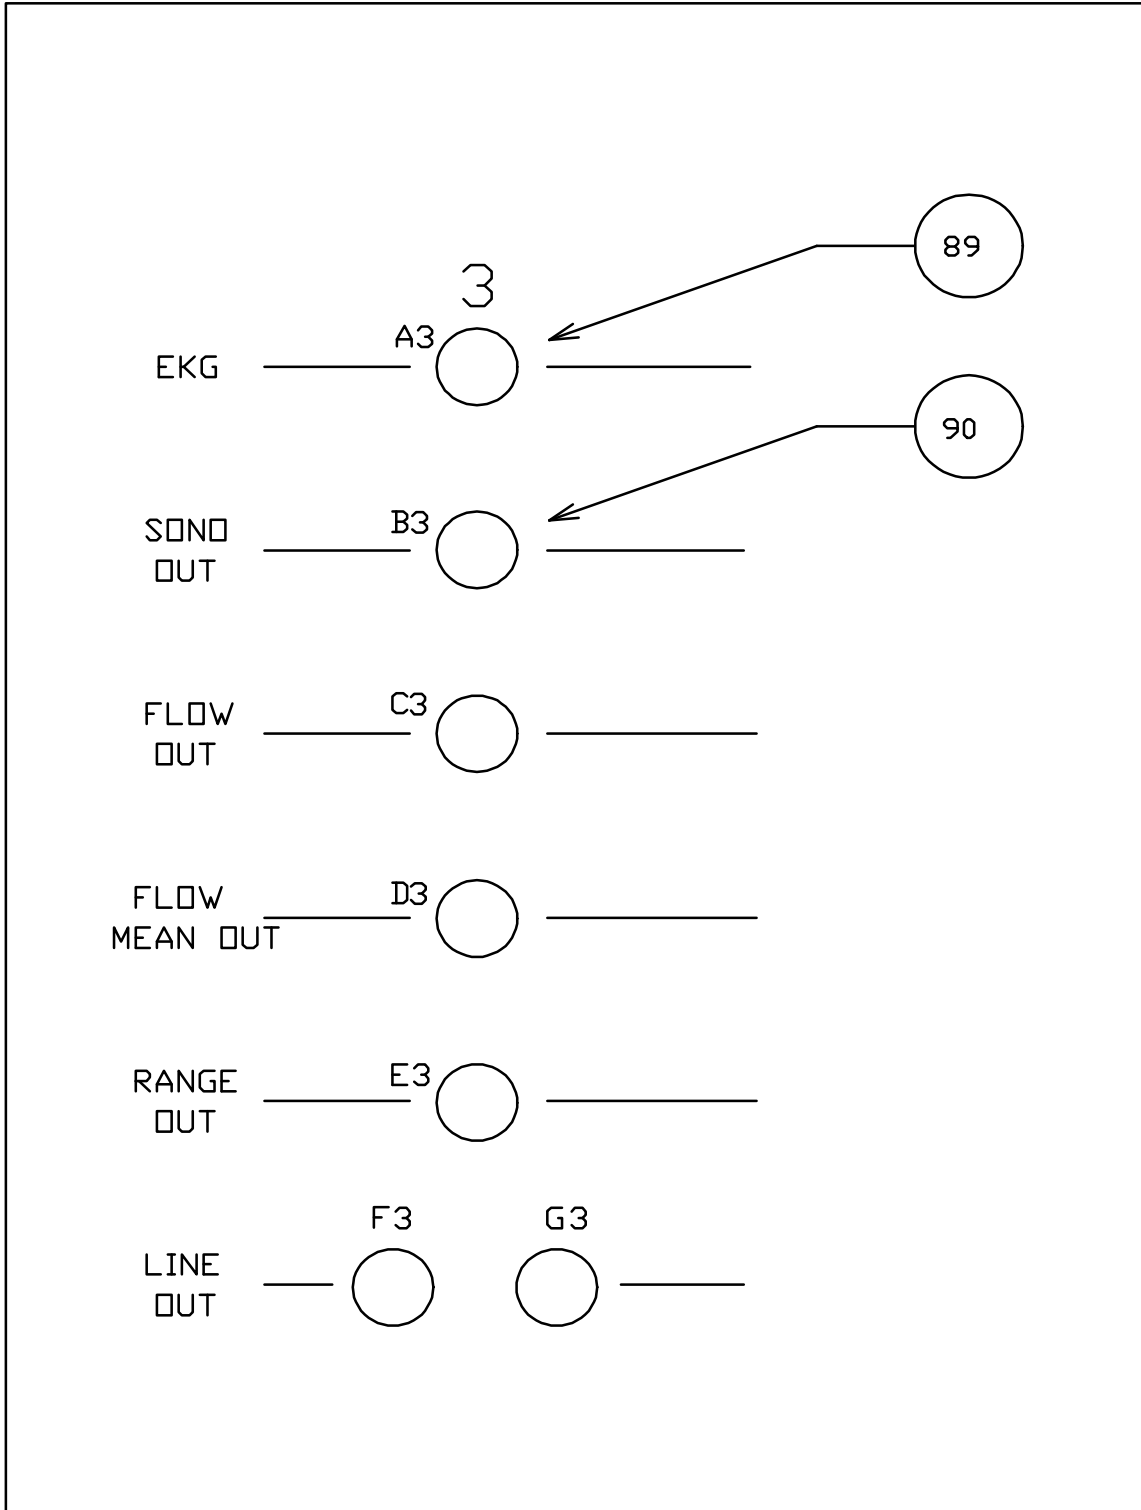 89
3
A3
EKG
90
B3
SONO
OUT
C3
FLOW
OUT
D3
FLOW
MEAN OUT
E3
RANGE
OUT
F3 G3
LINE
OUT